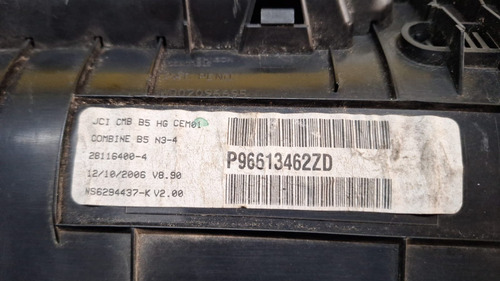 JCI CMB B5 HG CEM01
COMBINE B5 N3-4
28116400-4
12/10/2006 V8.90
WS6294437-K V2.00
P96613462ZD